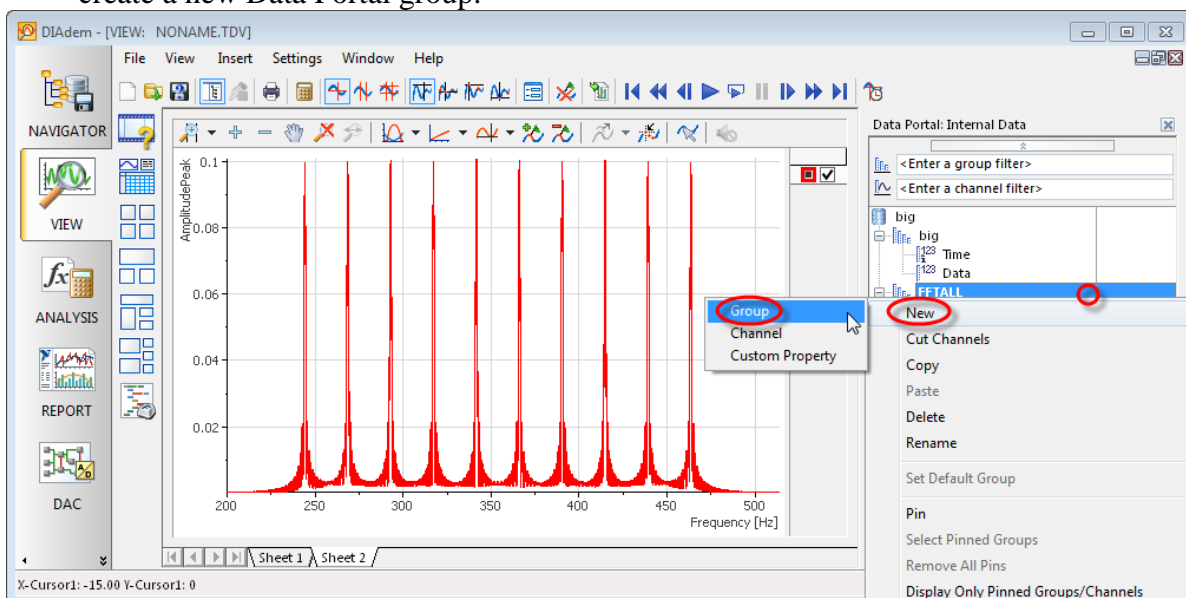 create a new Data Portal group.
DIAdem - [VIEW: NONAME.TDV]
File View Insert Settings Window Help
NAVIGATOR
VIEW
ANALYSIS
REPORT
DAC
AmplitudePeak
0.1
0.08
0.06
0.04
0.02
200 250 300 350 400 450 500
Frequency [Hz]
Sheet 1 Sheet 2
X-Cursor1: -15.00 Y-Cursor1: 0
Data Portal: Internal Data
<Enter a group filter>
<Enter a channel filter>
big
big
Time
Data
FFTALL
Group
Channel
Custom Property
New
Cut Channels
Copy
Paste
Delete
Rename
Set Default Group
Pin
Select Pinned Groups
Remove All Pins
Display Only Pinned Groups/Channels